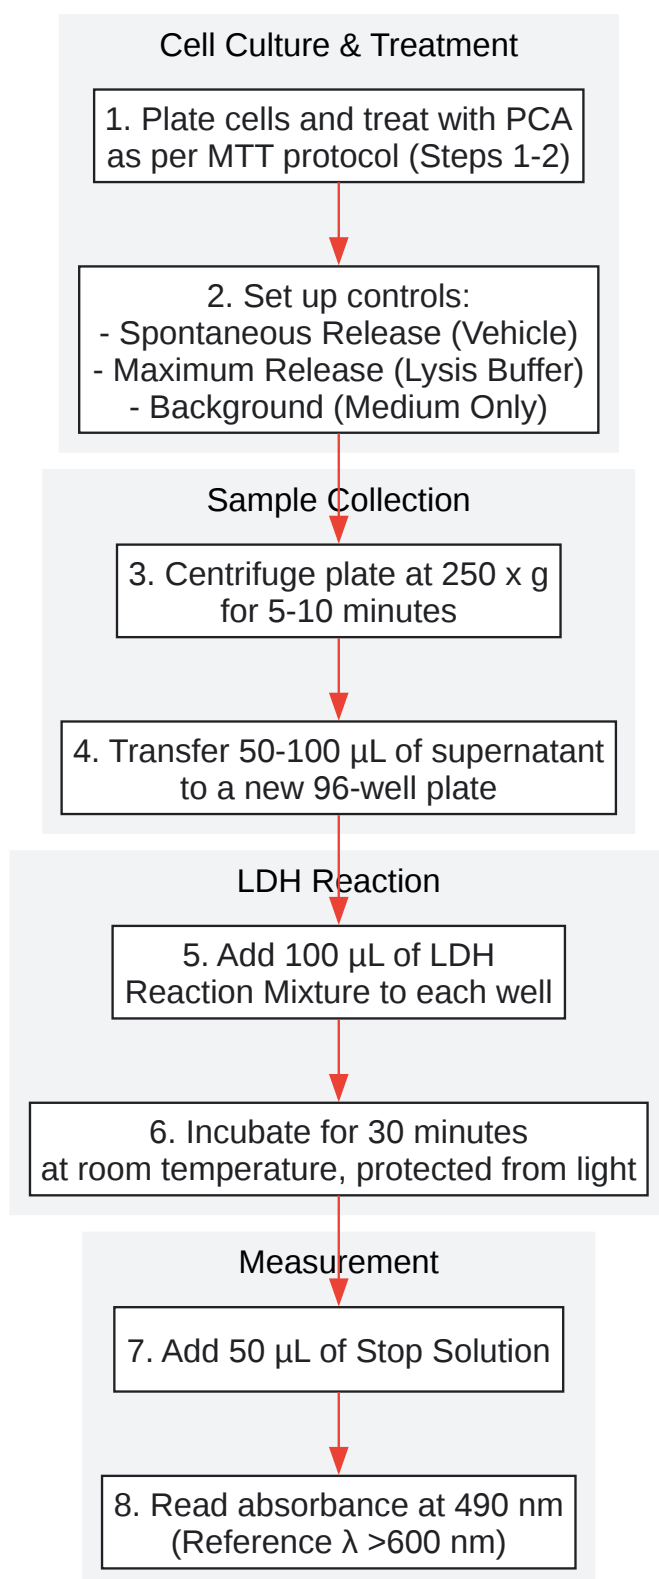 Cell Culture & Treatment
1. Plate cells and treat with PCA
as per MTT protocol (Steps 1-2)
2. Set up controls:
- Spontaneous Release (Vehicle)
- Maximum Release (Lysis Buffer)
- Background (Medium Only)
Sample Collection
3. Centrifuge plate at 250 x g
for 5-10 minutes
4. Transfer 50-100 µL of supernatant
to a new 96-well plate
LDH Reaction
5. Add 100 µL of LDH
Reaction Mixture to each well
6. Incubate for 30 minutes
at room temperature, protected from light
Measurement
7. Add 50 µL of Stop Solution
8. Read absorbance at 490 nm
(Reference λ >600 nm)